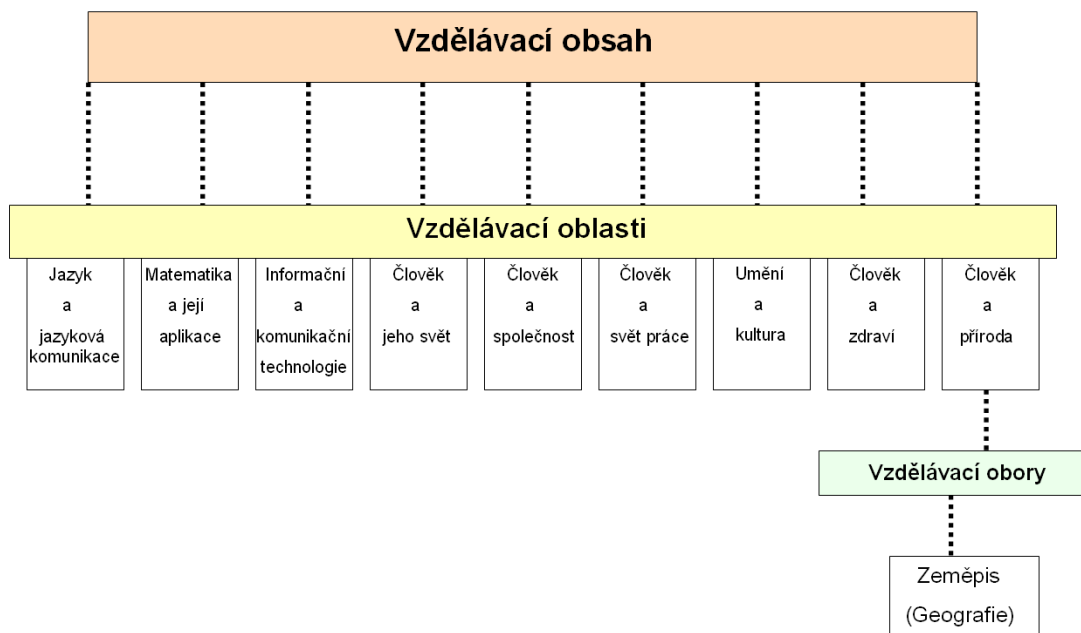 Vzdělávací obsah
Vzdělávací oblasti
Jazyk
a
jazyková
komunikace
Matematika
a její
aplikace
Informační
a
komunikační
technologie
Člověk
a
jeho svět
Člověk
a
společnost
Člověk
a
svět práce
Umění
a
kultura
Člověk
a
zdraví
Člověk
a
příroda
Vzdělávací obory
Zeměpis
(Geografie)